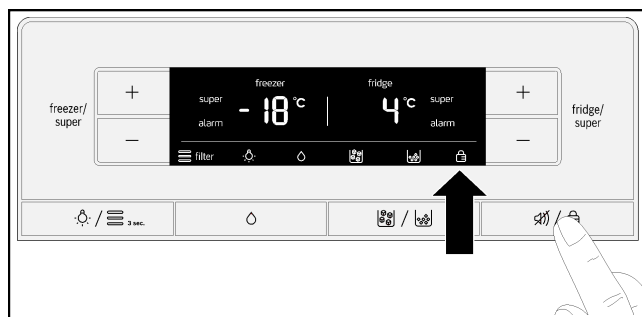 freezer/
super
+
−
freezer
super
alarm
-18 °C
fridge
4 °C
super
alarm
filter
+
−
fridge/
super
/ 3 sec.
/
/